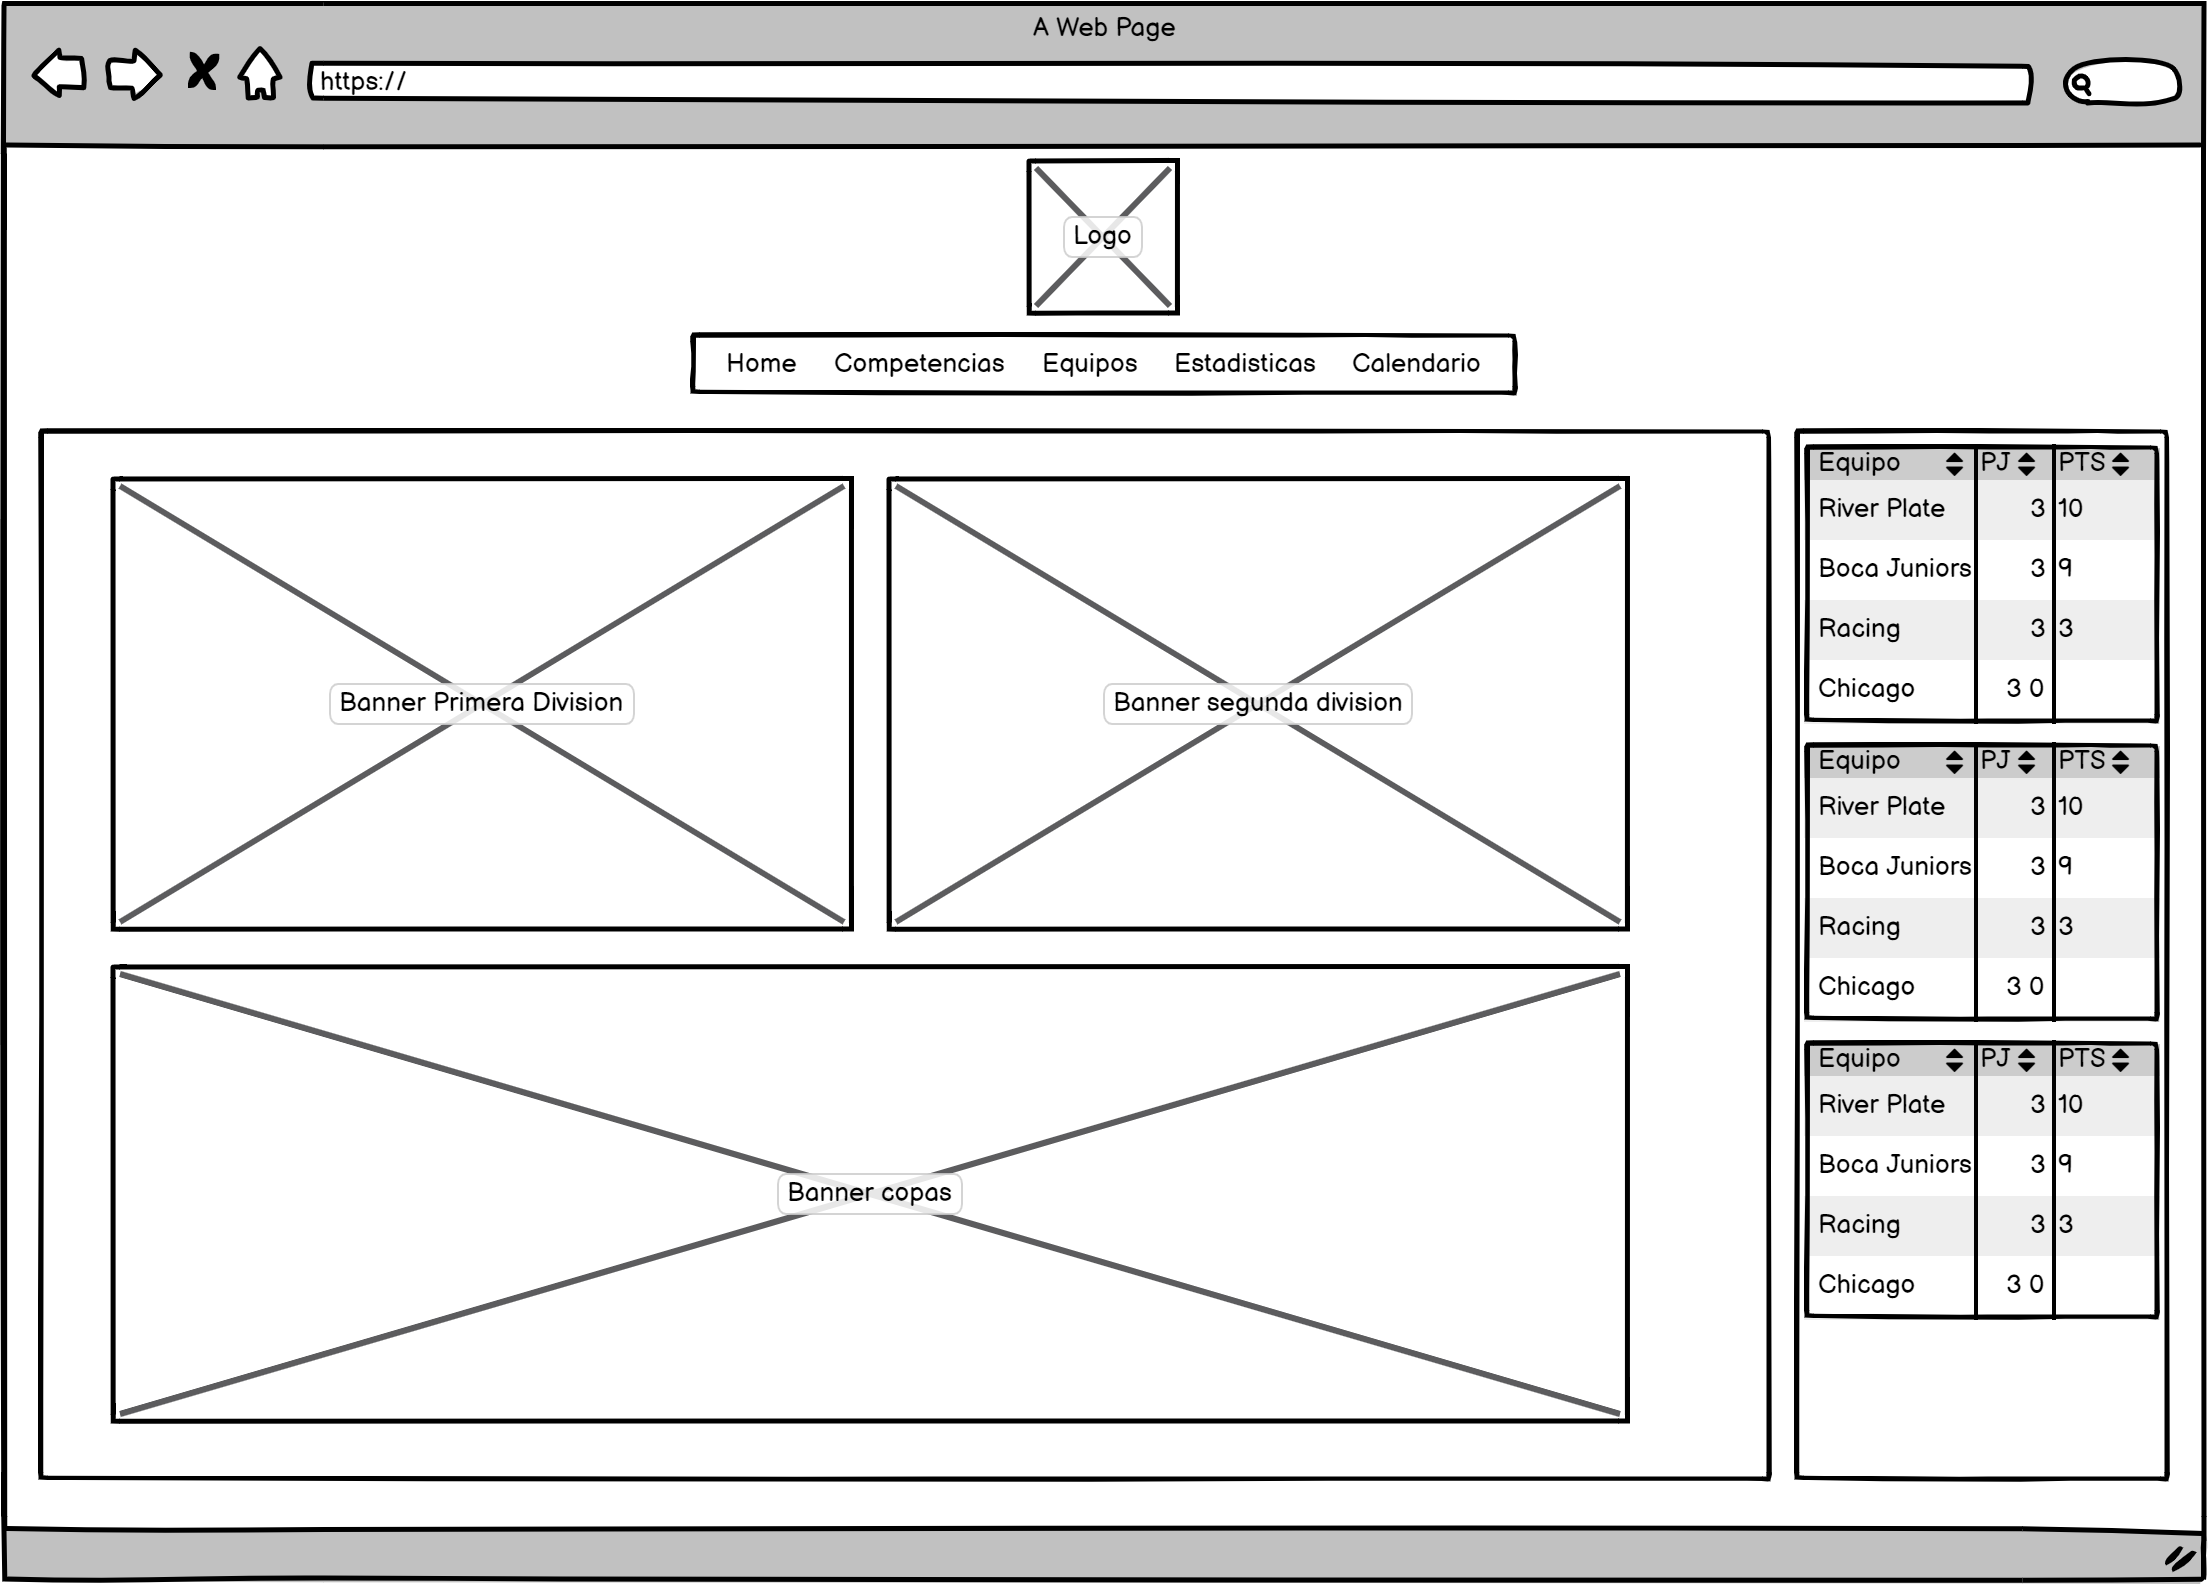 A Web Page
https://
Logo
Home Competencias Equipos Estadisticas Calendario
Banner Primera Division
Banner segunda division
Banner copas
Equipo PJ PTS
River Plate 3 10
Boca Juniors 3 9
Racing 3 3
Chicago 3 0
Equipo PJ PTS
River Plate 3 10
Boca Juniors 3 9
Racing 3 3
Chicago 3 0
Equipo PJ PTS
River Plate 3 10
Boca Juniors 3 9
Racing 3 3
Chicago 3 0